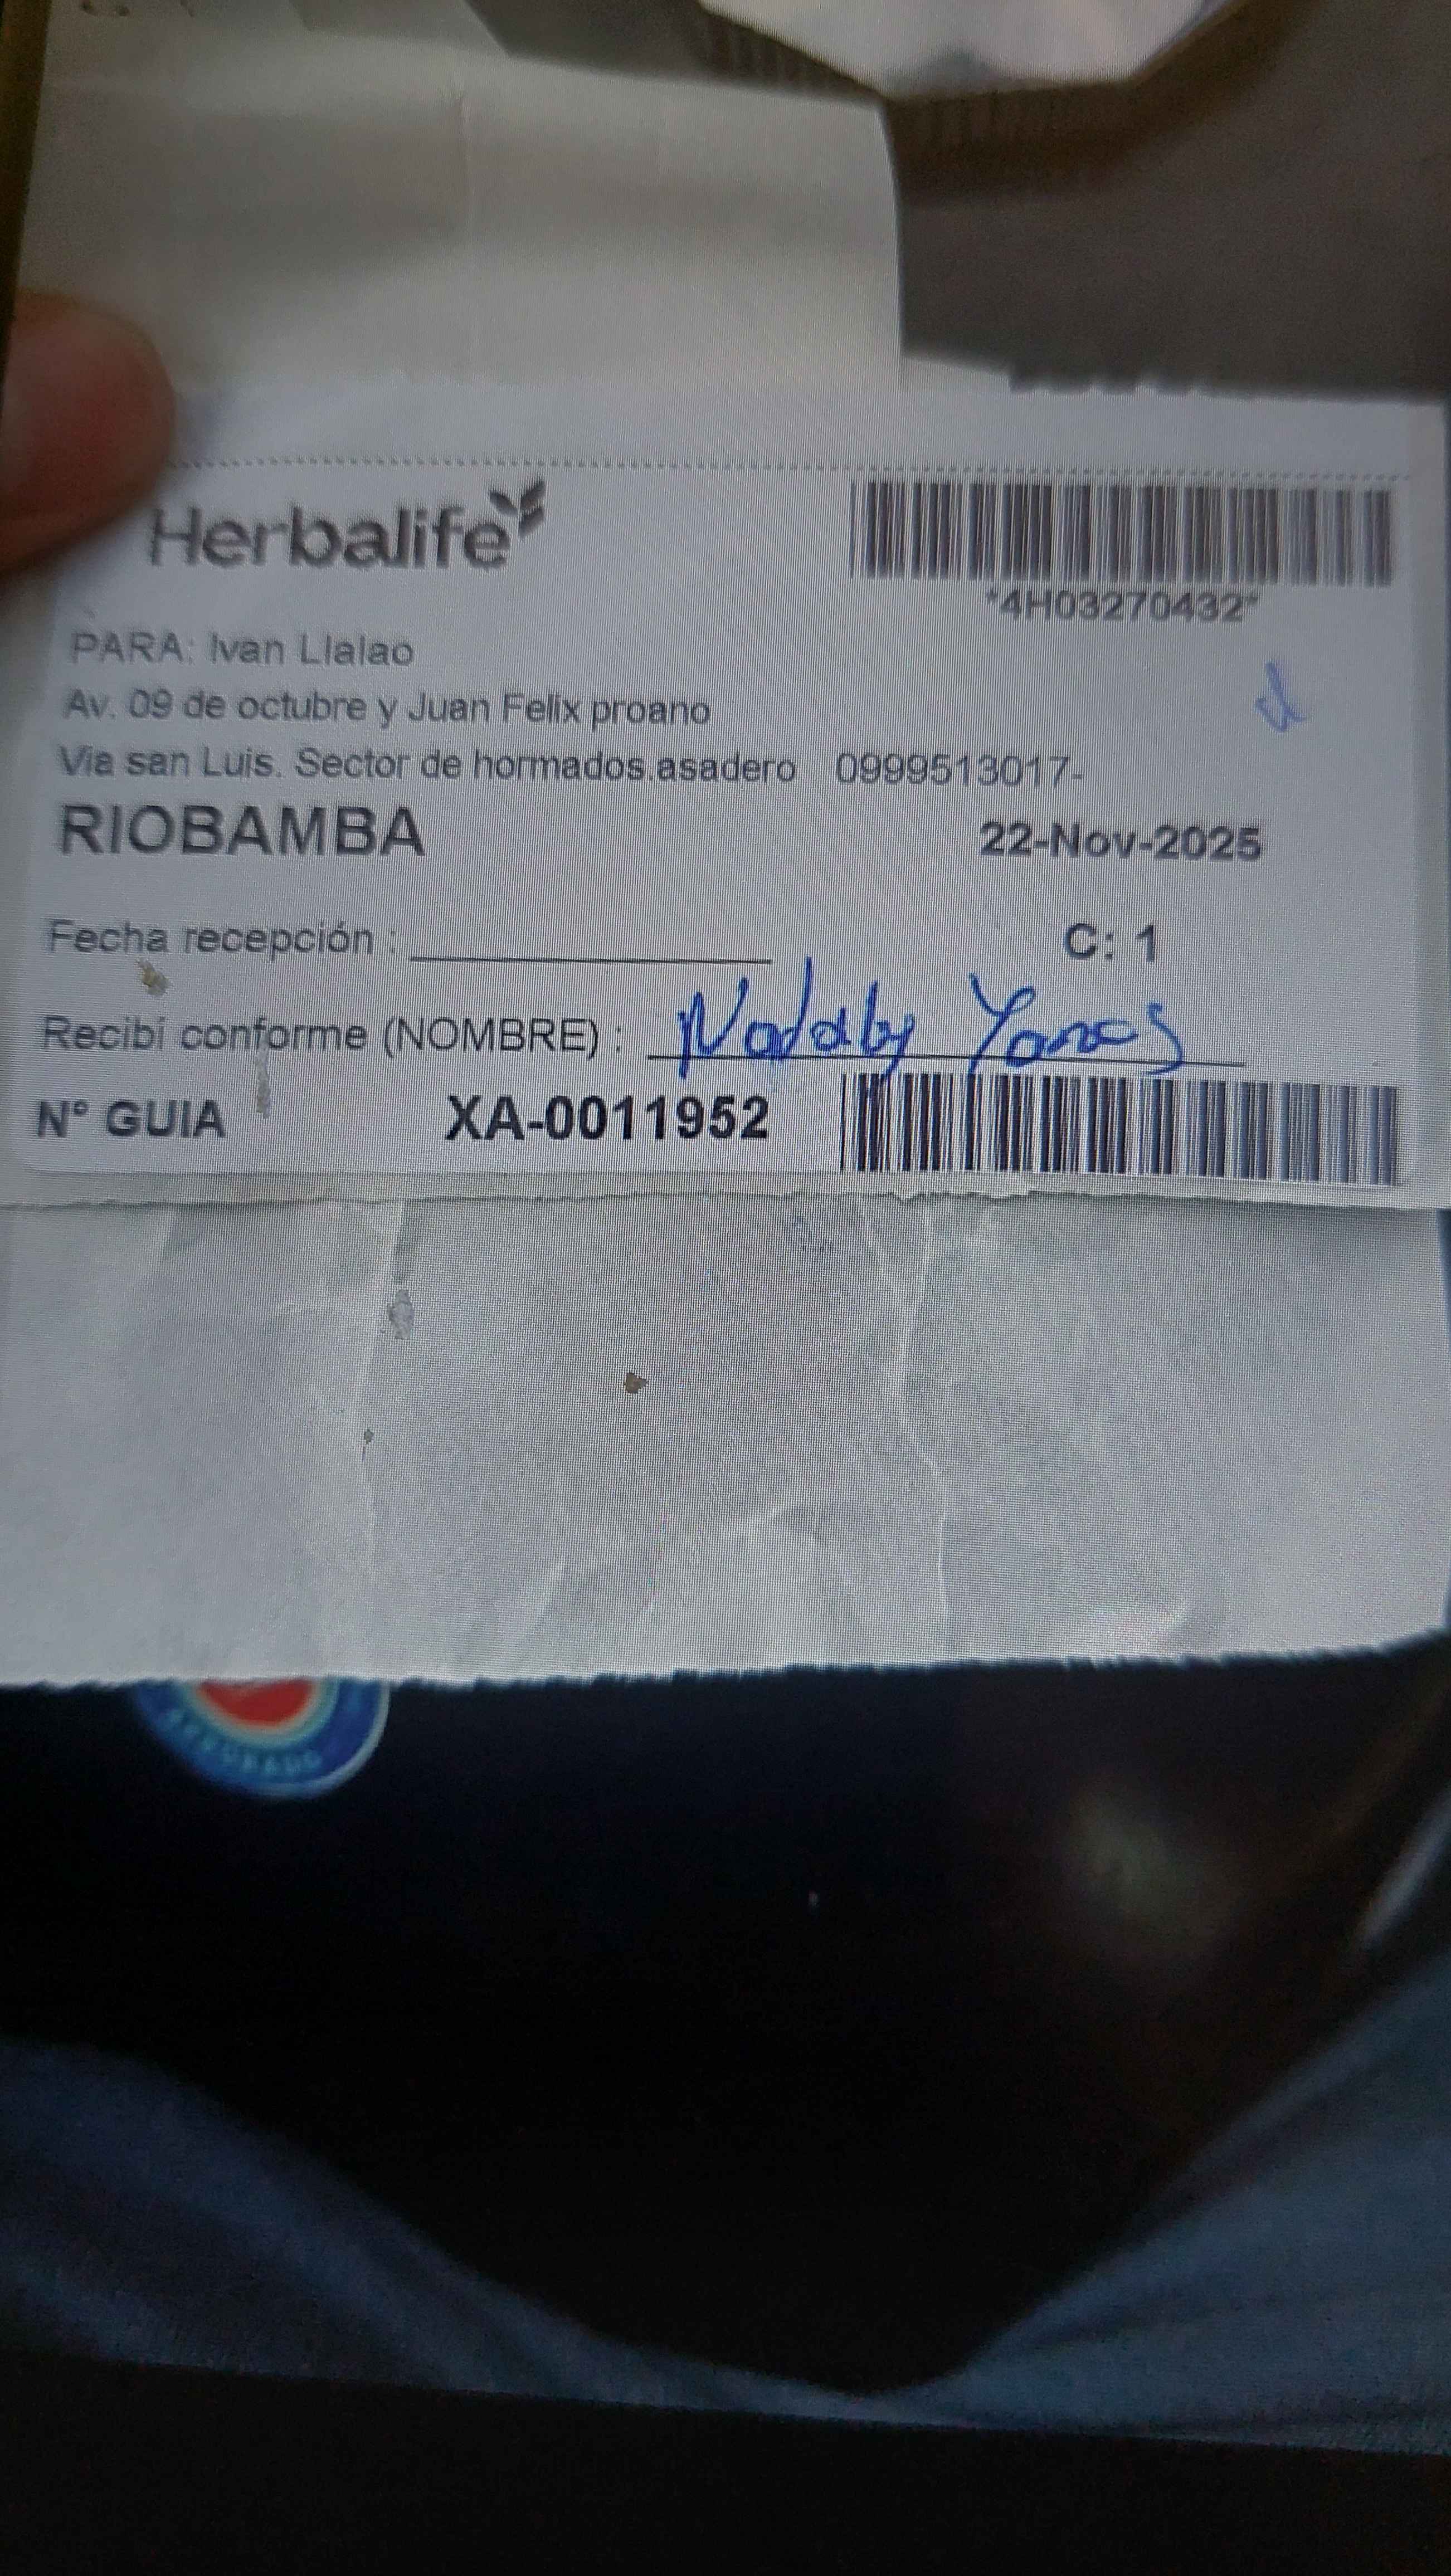 Herbalife
*4H03270432*
PARA: Ivan Llalao
Av. 09 de octubre y Juan Felix proano
Via san Luis. Sector de hornados.asadero 0999513017-
RIOBAMBA 22-Nov-2025
Fecha recepción :
C: 1
Recibí conforme (NOMBRE) :
N° GUIA XA-0011952